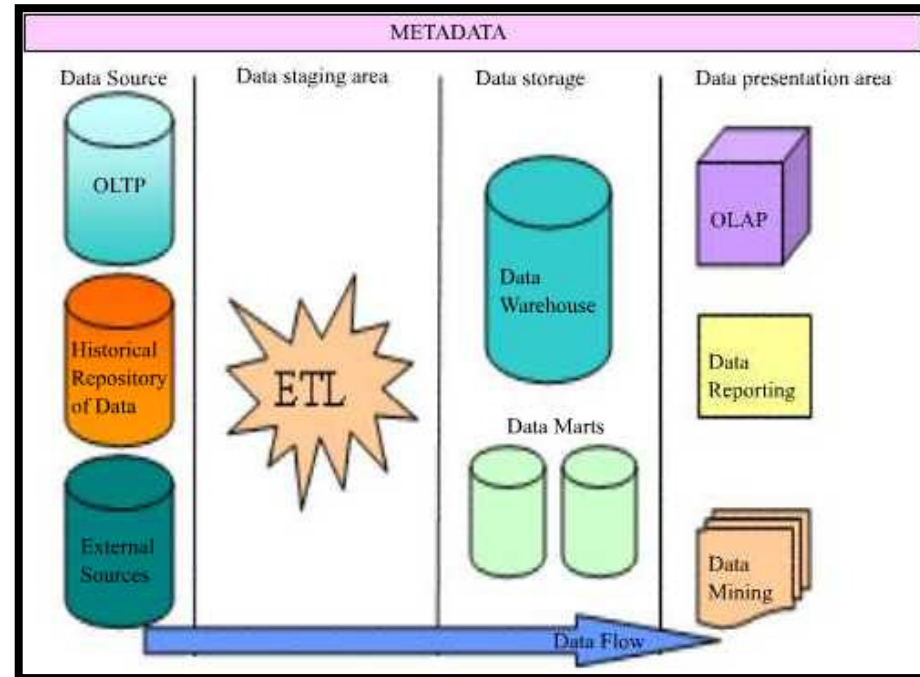 METADATA
Data Source
Data staging area
Data storage
Data presentation area
OLTP
Historical
Repository
of Data
External
Sources
ETL
Data
Warehouse
Data Marts
OLAP
Data
Reporting
Data
Mining
Data Flow